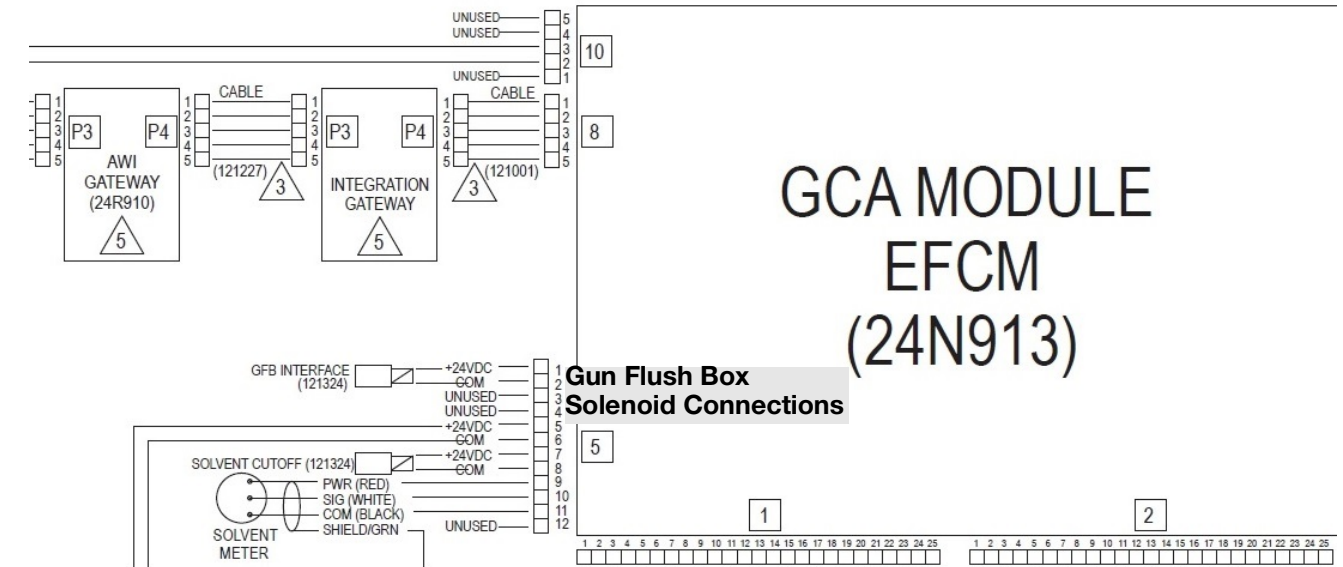 UNUSED 5
UNUSED 4
3
2
UNUSED 1
10
CABLE
CABLE
1 2 3 4 5
P3
P4
1 2 3 4 5
1 2 3 4 5
P3
P4
1 2 3 4 5
1 2 3 4 5
8
AWI
GATEWAY
(24R910)
5
(121227)
3
INTEGRATION
GATEWAY
5
(121001)
3
GCA MODULE
EFCM
(24N913)
GFB INTERFACE
(121324)
+24VDC 1
COM 2
UNUSED 3
UNUSED 4
+24VDC 5
COM 6
+24VDC 7
COM 8
Gun Flush Box
Solenoid Connections
5
SOLVENT CUTOFF (121324)
PWR (RED) 9
SIG (WHITE) 10
COM (BLACK) 11
SHIELD/GRN
UNUSED 12
SOLVENT
METER
1
2
1 2 3 4 5 6 7 8 9 10 11 12 13 14 15 16 17 18 19 20 21 22 23 24 25
1 2 3 4 5 6 7 8 9 10 11 12 13 14 15 16 17 18 19 20 21 22 23 24 25